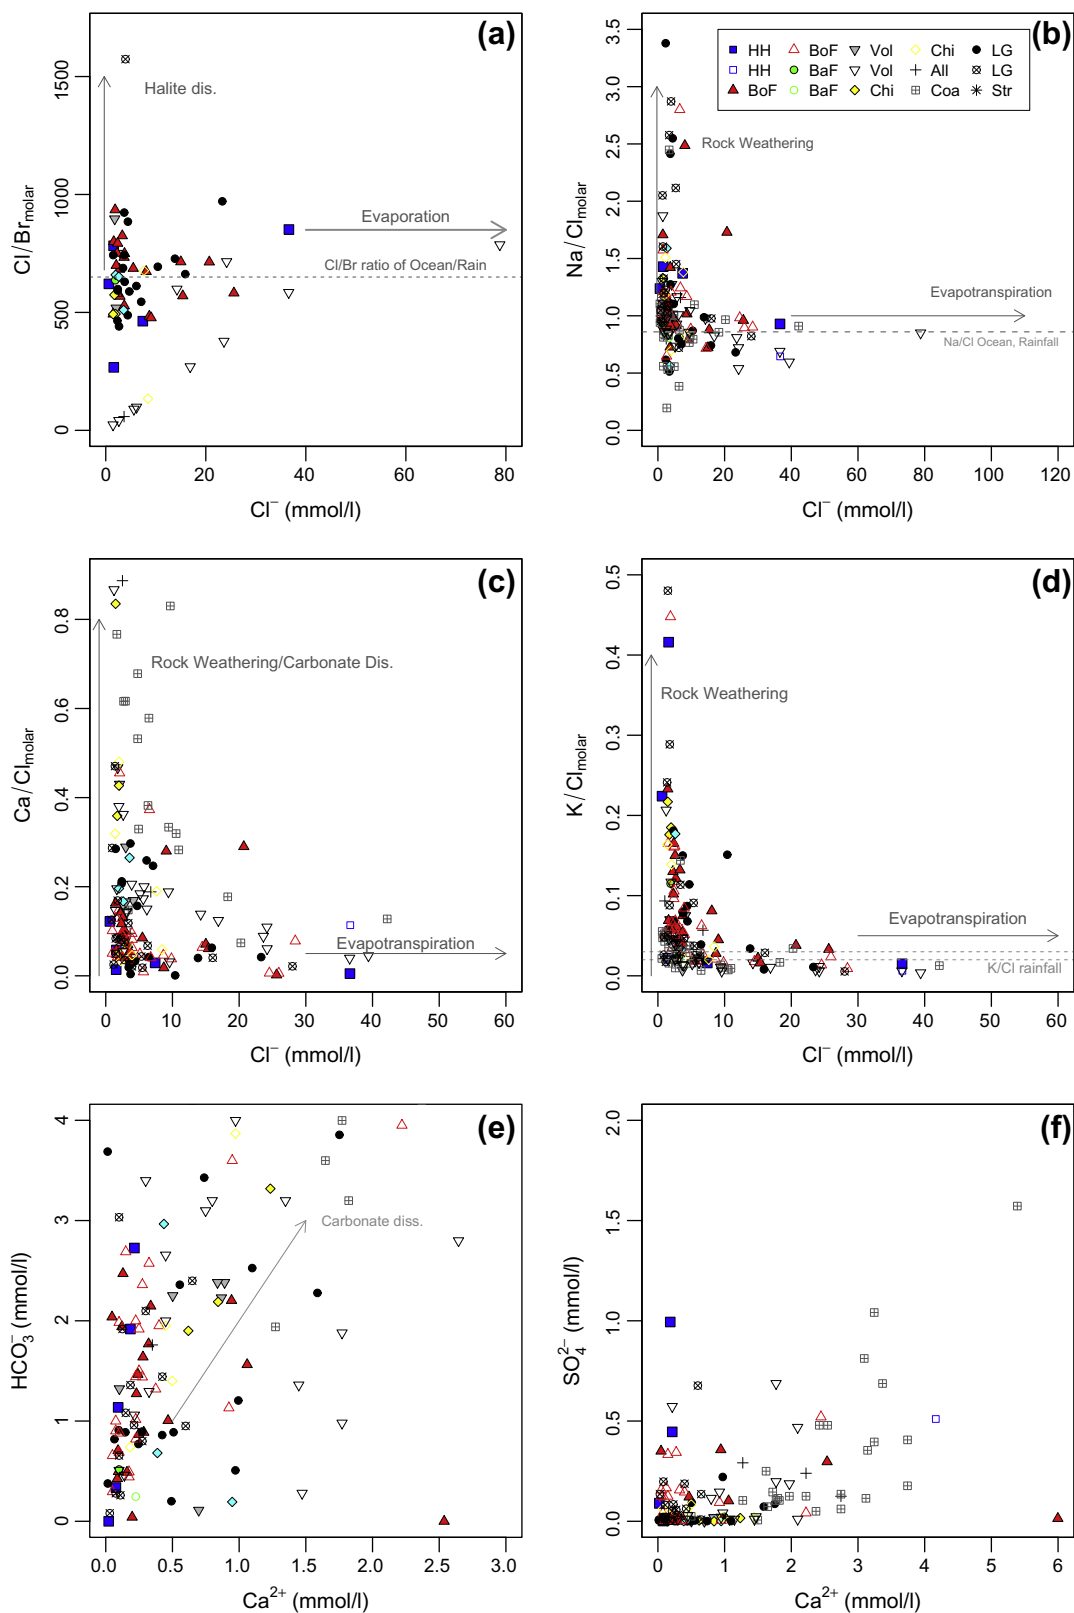 (a)
Halite dis.
Evaporation
Cl/Br ratio of Ocean/Rain
Cl/Br molar
0 500 1000 1500
0 20 40 60 80
Cl⁻ (mmol/l)
(b)
HH BoF Vol Chi LG
HH BaF Vol All LG
BoF BaF Chi Coa Str
Rock Weathering
Evapotranspiration
Na/Cl Ocean, Rainfall
Na/Cl molar
0.0 0.5 1.0 1.5 2.0 2.5 3.0 3.5
0 20 40 60 80 100 120
Cl⁻ (mmol/l)
(c)
Rock Weathering/Carbonate Dis.
Evapotranspiration
Ca/Cl molar
0.0 0.2 0.4 0.6 0.8
0 10 20 30 40 50 60
Cl⁻ (mmol/l)
(d)
Rock Weathering
Evapotranspiration
K/Cl rainfall
K/Cl molar
0.0 0.1 0.2 0.3 0.4 0.5
0 10 20 30 40 50 60
Cl⁻ (mmol/l)
(e)
Carbonate diss.
HCO₃⁻ (mmol/l)
0 1 2 3 4
0.0 0.5 1.0 1.5 2.0 2.5 3.0
Ca²⁺ (mmol/l)
(f)
SO₄²⁻ (mmol/l)
0.0 0.5 1.0 1.5 2.0
0 1 2 3 4 5 6
Ca²⁺ (mmol/l)